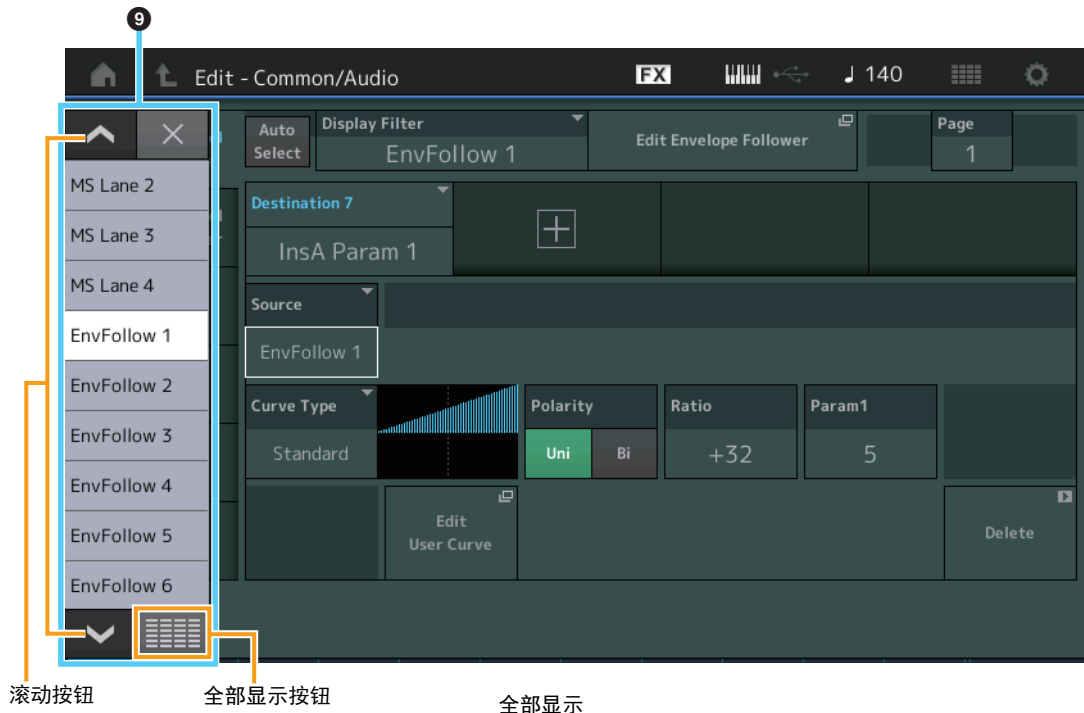 9
Edit - Common/Audio
FX
140
Auto Select
Display Filter
EnvFollow 1
Edit Envelope Follower
Page
1
MS Lane 2
MS Lane 3
MS Lane 4
EnvFollow 1
EnvFollow 2
EnvFollow 3
EnvFollow 4
EnvFollow 5
EnvFollow 6
Destination 7
InsA Param 1
Source
EnvFollow 1
Curve Type
Standard
Polarity
Uni
Bi
Ratio
+32
Param1
5
Edit
User Curve
Delete
滚动按钮
全部显示按钮
全部显示